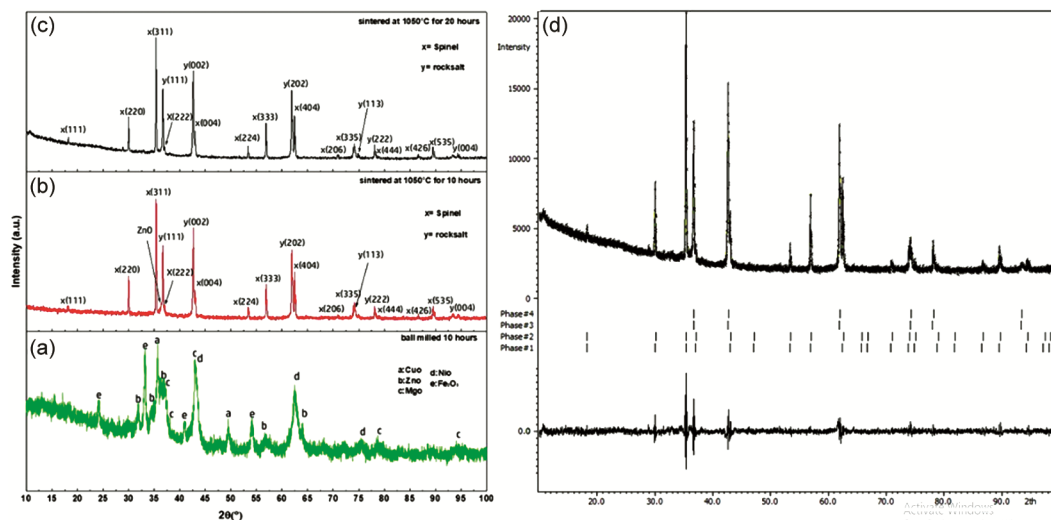 (c)
sintered at 1050°C for 20 hours
x= Spinel
y= rocksalt
x(111)
x(220)
x(311)
y(111)
X(222)
y(002)
x(004)
x(224)
x(333)
y(202)
x(404)
x(206)
x(335)
y(113)
y(222)
x(444)
x(426)
x(535)
y(004)
(b)
sintered at 1050°C for 10 hours
x= Spinel
y= rocksalt
x(111)
x(220)
ZnO
x(311)
y(111)
X(222)
y(002)
x(004)
x(224)
x(333)
y(202)
x(404)
x(206)
x(335)
y(113)
y(222)
x(444)
x(426)
x(535)
y(004)
(a)
ball milled 10 hours
a:Cuo d:Nio
b:Zno e:Fe₂O₃
c:Mgo
e
b
e
b
a
b
c
c
e
c
d
a
e
b
d
b
d
c
c
Intensity (a.u.)
10 15 20 25 30 35 40 45 50 55 60 65 70 75 80 85 90 95 100
2θ(°)
(d)
20000
Intensity
15000
10000
5000
0
Phase #4
Phase #3
Phase #2
Phase #1
0.0
20.0 30.0 40.0 50.0 60.0 70.0 80.0 90.0 2th
Activate Windows